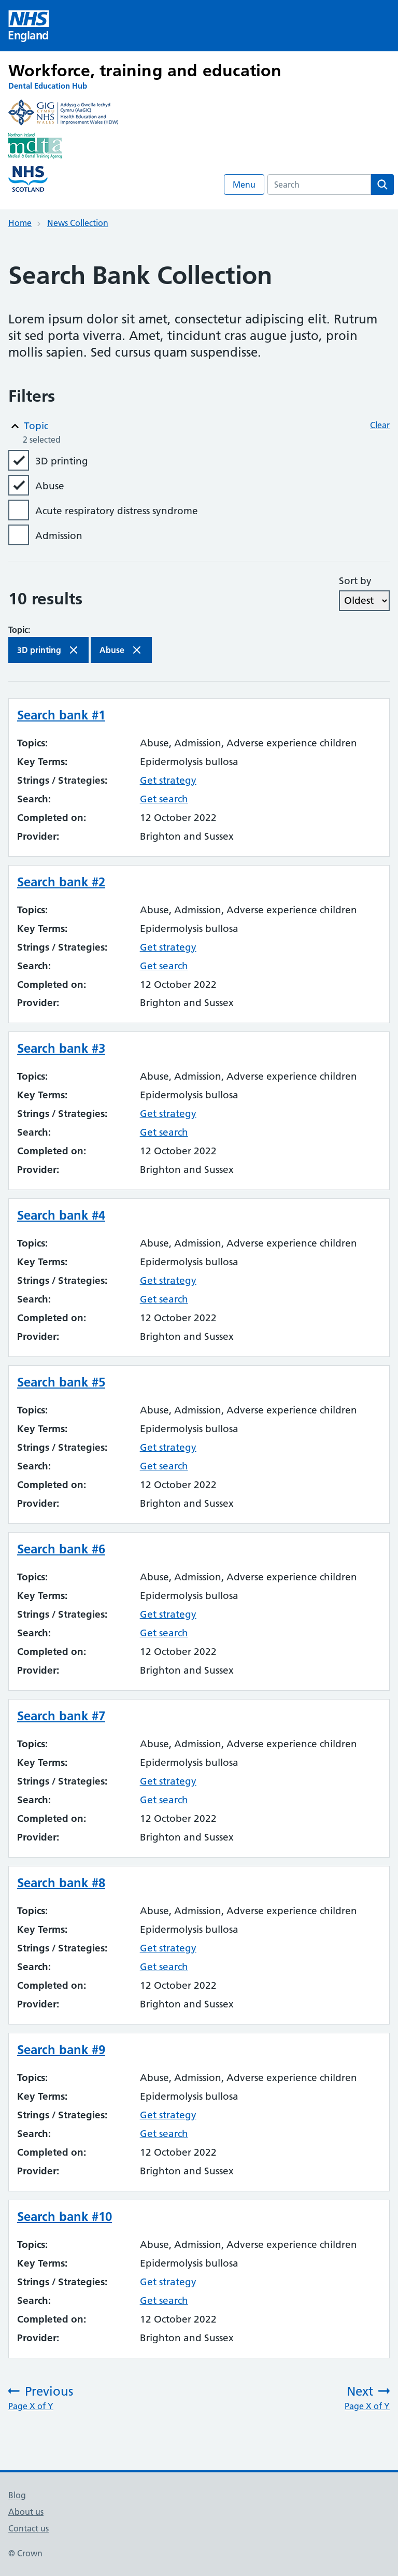 NHS
England
Workforce, training and education
Dental Education Hub
GIG
CYMRU
NHS
WALES
Addysg a Gwella Iechyd
Cymru (AaGIC)
Health Education and
Improvement Wales (HEIW)
Northern Ireland
mdta
Medical & Dental Training Agency
NHS
SCOTLAND
Menu
Search
Home
News Collection
Search Bank Collection
Lorem ipsum dolor sit amet, consectetur adipiscing elit. Rutrum
sit sed porta viverra. Amet, tincidunt cras augue justo, proin
mollis sapien. Sed cursus quam suspendisse.
Filters
Topic
Clear
2 selected
3D printing
Abuse
Acute respiratory distress syndrome
Admission
Sort by
10 results
Oldest
Topic:
3D printing
Abuse
Search bank #1
Topics: Abuse, Admission, Adverse experience children
Key Terms: Epidermolysis bullosa
Strings / Strategies: Get strategy
Search: Get search
Completed on: 12 October 2022
Provider: Brighton and Sussex
Search bank #2
Topics: Abuse, Admission, Adverse experience children
Key Terms: Epidermolysis bullosa
Strings / Strategies: Get strategy
Search: Get search
Completed on: 12 October 2022
Provider: Brighton and Sussex
Search bank #3
Topics: Abuse, Admission, Adverse experience children
Key Terms: Epidermolysis bullosa
Strings / Strategies: Get strategy
Search: Get search
Completed on: 12 October 2022
Provider: Brighton and Sussex
Search bank #4
Topics: Abuse, Admission, Adverse experience children
Key Terms: Epidermolysis bullosa
Strings / Strategies: Get strategy
Search: Get search
Completed on: 12 October 2022
Provider: Brighton and Sussex
Search bank #5
Topics: Abuse, Admission, Adverse experience children
Key Terms: Epidermolysis bullosa
Strings / Strategies: Get strategy
Search: Get search
Completed on: 12 October 2022
Provider: Brighton and Sussex
Search bank #6
Topics: Abuse, Admission, Adverse experience children
Key Terms: Epidermolysis bullosa
Strings / Strategies: Get strategy
Search: Get search
Completed on: 12 October 2022
Provider: Brighton and Sussex
Search bank #7
Topics: Abuse, Admission, Adverse experience children
Key Terms: Epidermolysis bullosa
Strings / Strategies: Get strategy
Search: Get search
Completed on: 12 October 2022
Provider: Brighton and Sussex
Search bank #8
Topics: Abuse, Admission, Adverse experience children
Key Terms: Epidermolysis bullosa
Strings / Strategies: Get strategy
Search: Get search
Completed on: 12 October 2022
Provider: Brighton and Sussex
Search bank #9
Topics: Abuse, Admission, Adverse experience children
Key Terms: Epidermolysis bullosa
Strings / Strategies: Get strategy
Search: Get search
Completed on: 12 October 2022
Provider: Brighton and Sussex
Search bank #10
Topics: Abuse, Admission, Adverse experience children
Key Terms: Epidermolysis bullosa
Strings / Strategies: Get strategy
Search: Get search
Completed on: 12 October 2022
Provider: Brighton and Sussex
Previous
Page X of Y
Next
Page X of Y
Blog
About us
Contact us
© Crown